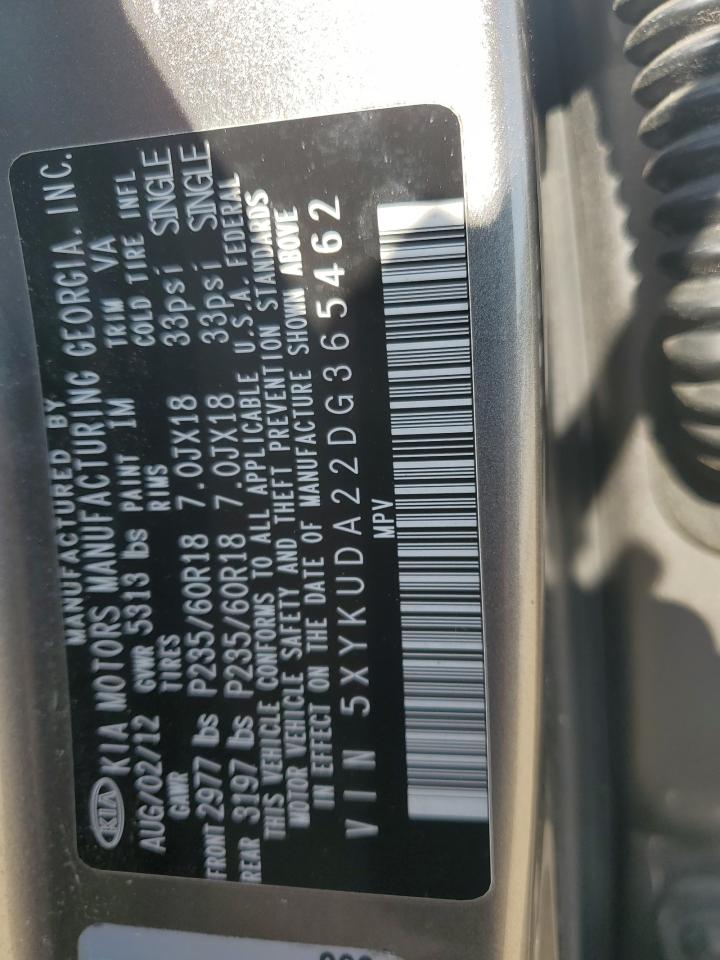 MANUFACTURED BY
KIA KIA MOTORS MANUFACTURING GEORGIA, INC.
AUG/02/12 GVWR 5313 lbs PAINT IM TRIM VA
GAWR TIRES RIMS COLD TIRE INFL
FRONT 2977 lbs P235/60R18 7.0JX18 33psi SINGLE
REAR 3197 lbs P235/60R18 7.0JX18 33psi SINGLE
THIS VEHICLE CONFORMS TO ALL APPLICABLE U.S.A. FEDERAL
MOTOR VEHICLE SAFETY AND THEFT PREVENTION STANDARDS
IN EFFECT ON THE DATE OF MANUFACTURE SHOWN ABOVE
VIN 5XYKUDA22DG365462
MPV